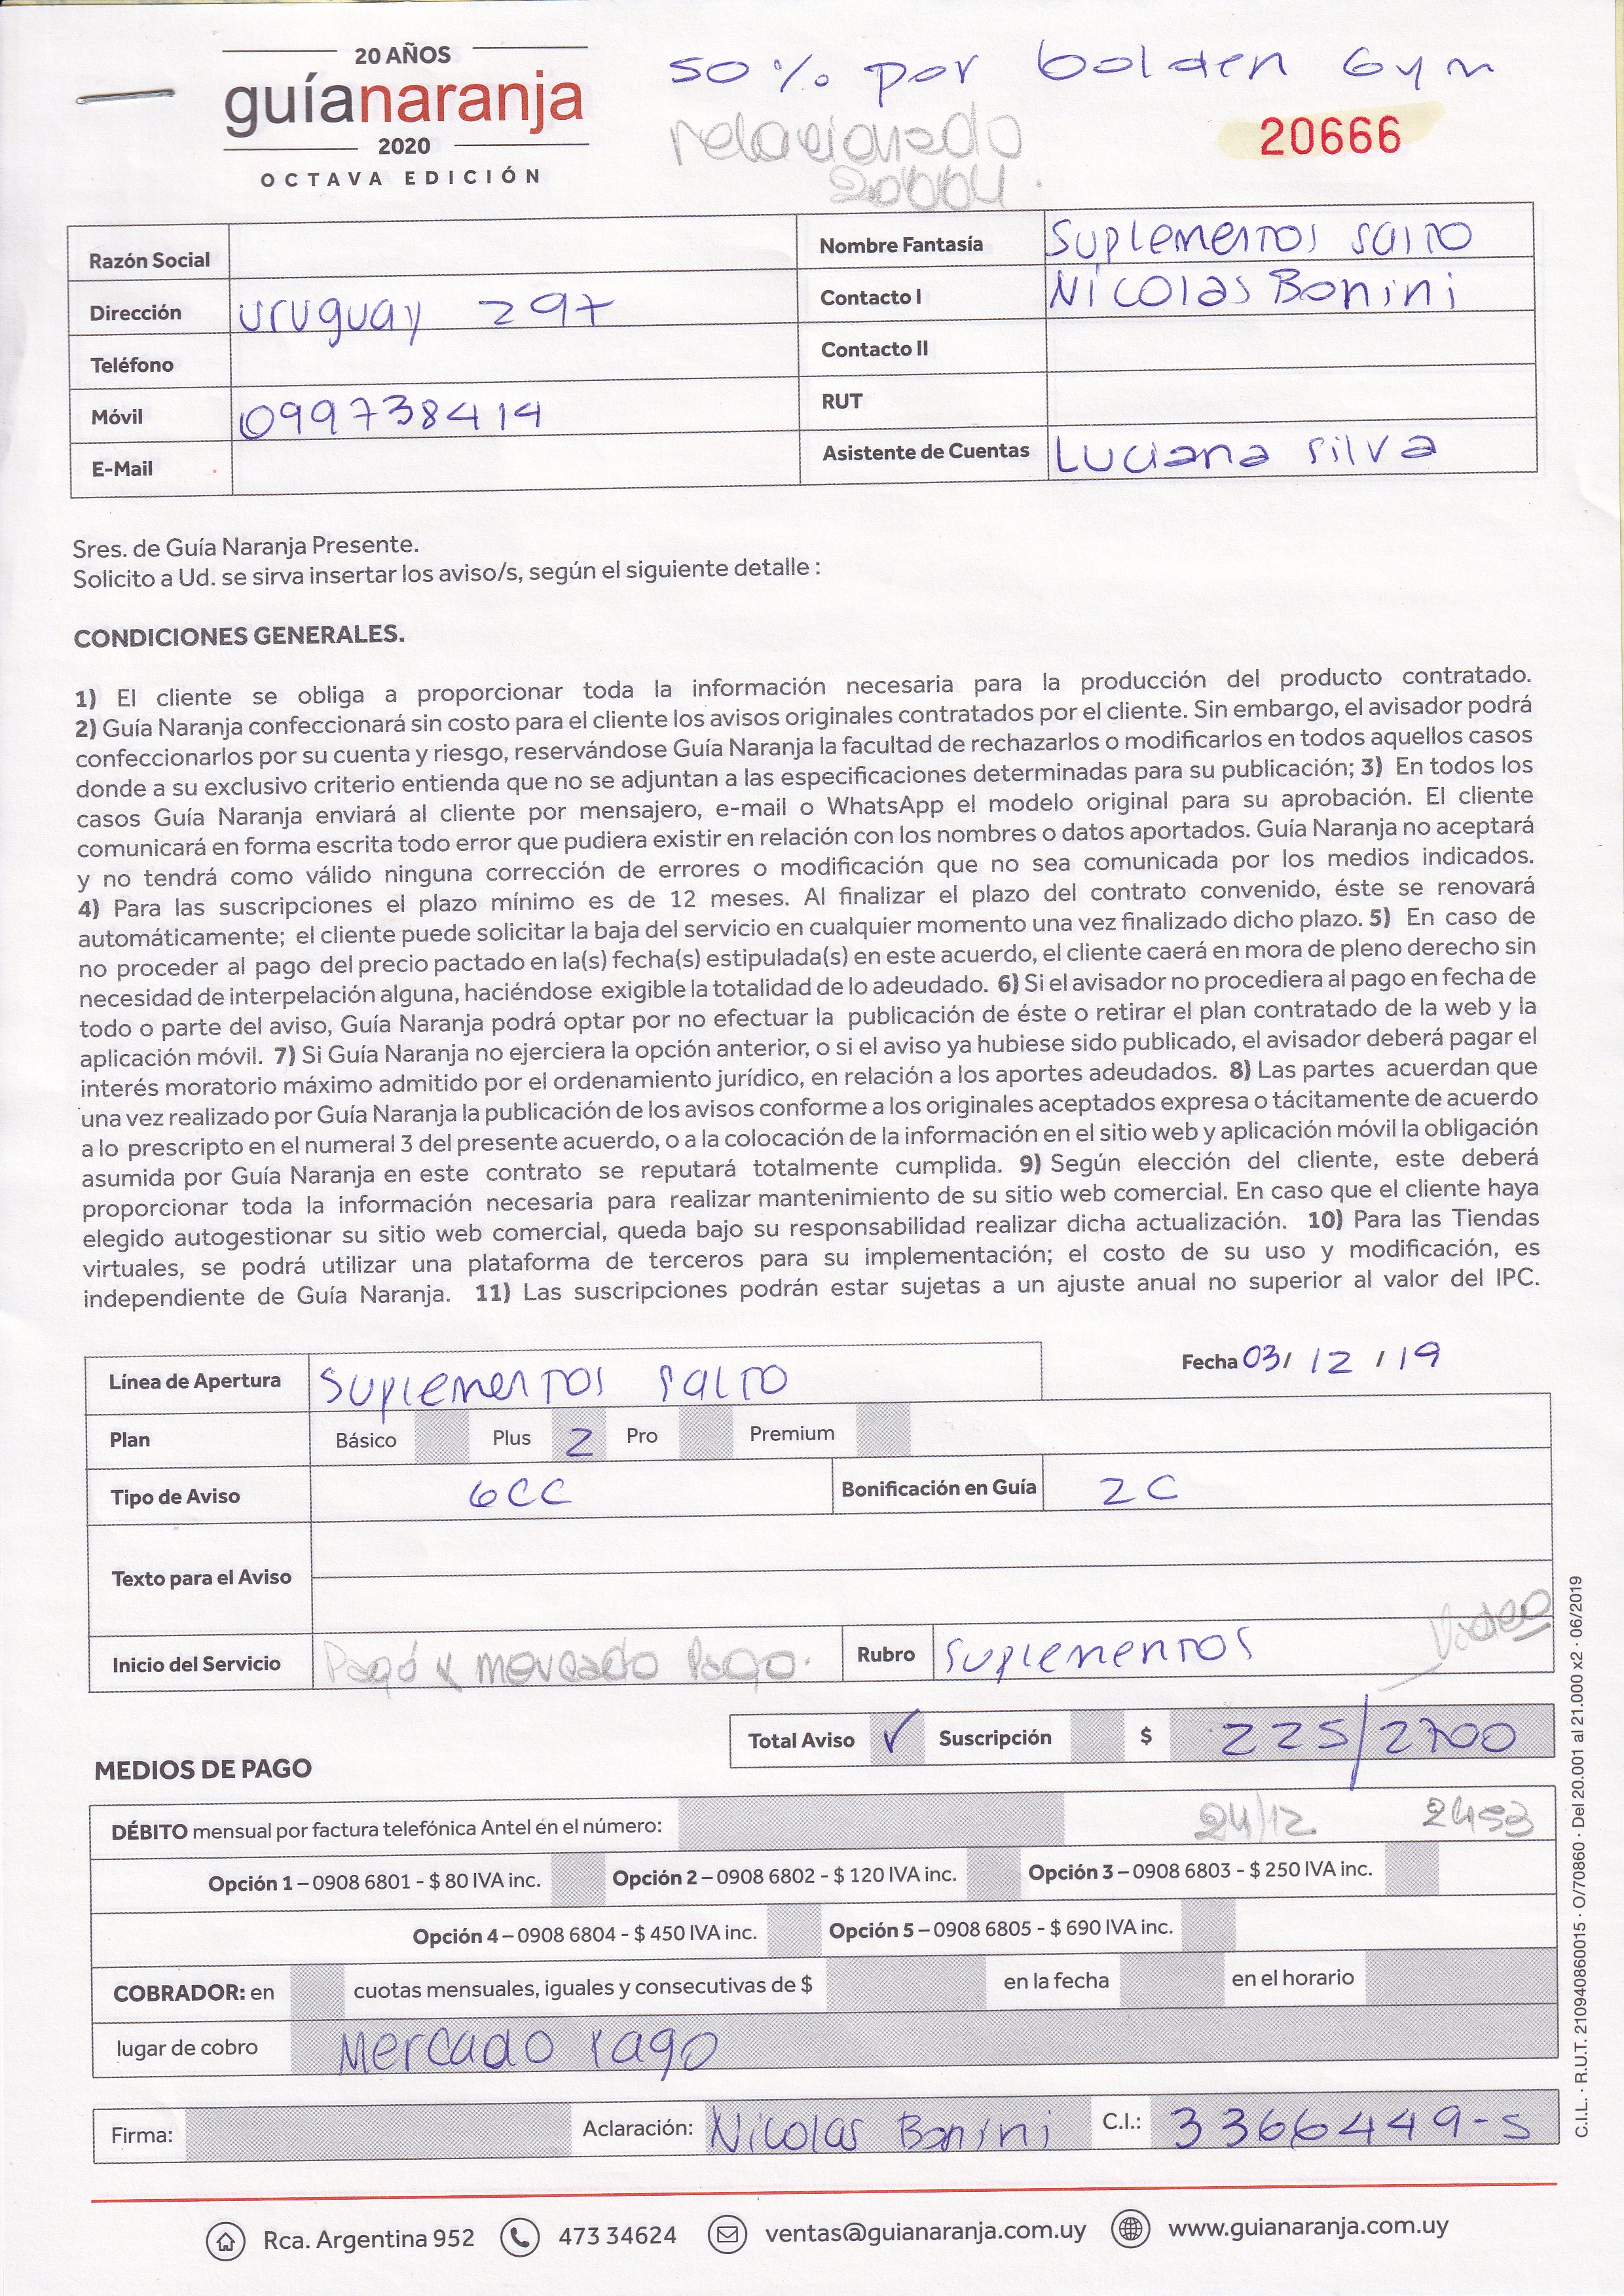 20 AÑOS
guíanaranja
2020
OCTAVA EDICIÓN
50% por Golden Gym
relacionado
20664.
20666
Razón Social
Nombre Fantasía Suplementos Salto
Dirección Uruguay 297
Contacto I Nicolas Bonini
Teléfono
Contacto II
Móvil 099738414
RUT
E-Mail
Asistente de Cuentas Luciana Silva
Sres. de Guía Naranja Presente.
Solicito a Ud. se sirva insertar los aviso/s, según el siguiente detalle :
CONDICIONES GENERALES.
1) El cliente se obliga a proporcionar toda la información necesaria para la producción del producto contratado.
2) Guía Naranja confeccionará sin costo para el cliente los avisos originales contratados por el cliente. Sin embargo, el avisador podrá
confeccionarlos por su cuenta y riesgo, reservándose Guía Naranja la facultad de rechazarlos o modificarlos en todos aquellos casos
donde a su exclusivo criterio entienda que no se adjuntan a las especificaciones determinadas para su publicación; 3) En todos los
casos Guía Naranja enviará al cliente por mensajero, e-mail o WhatsApp el modelo original para su aprobación. El cliente
comunicará en forma escrita todo error que pudiera existir en relación con los nombres o datos aportados. Guía Naranja no aceptará
y no tendrá como válido ninguna corrección de errores o modificación que no sea comunicada por los medios indicados.
4) Para las suscripciones el plazo mínimo es de 12 meses. Al finalizar el plazo del contrato convenido, éste se renovará
automáticamente; el cliente puede solicitar la baja del servicio en cualquier momento una vez finalizado dicho plazo. 5) En caso de
no proceder al pago del precio pactado en la(s) fecha(s) estipulada(s) en este acuerdo, el cliente caerá en mora de pleno derecho sin
necesidad de interpelación alguna, haciéndose exigible la totalidad de lo adeudado. 6) Si el avisador no procediera al pago en fecha de
todo o parte del aviso, Guía Naranja podrá optar por no efectuar la publicación de éste o retirar el plan contratado de la web y la
aplicación móvil. 7) Si Guía Naranja no ejerciera la opción anterior, o si el aviso ya hubiese sido publicado, el avisador deberá pagar el
interés moratorio máximo admitido por el ordenamiento jurídico, en relación a los aportes adeudados. 8) Las partes acuerdan que
una vez realizado por Guía Naranja la publicación de los avisos conforme a los originales aceptados expresa o tácitamente de acuerdo
a lo prescripto en el numeral 3 del presente acuerdo, o a la colocación de la información en el sitio web y aplicación móvil la obligación
asumida por Guía Naranja en este contrato se reputará totalmente cumplida. 9) Según elección del cliente, este deberá
proporcionar toda la información necesaria para realizar mantenimiento de su sitio web comercial. En caso que el cliente haya
elegido autogestionar su sitio web comercial, queda bajo su responsabilidad realizar dicha actualización. 10) Para las Tiendas
virtuales, se podrá utilizar una plataforma de terceros para su implementación; el costo de su uso y modificación, es
independiente de Guía Naranja. 11) Las suscripciones podrán estar sujetas a un ajuste anual no superior al valor del IPC.
Línea de Apertura Suplementos Salto
Fecha 03/ 12 / 19
Plan Básico Plus 2 Pro Premium
Tipo de Aviso 6CC Bonificación en Guía 2C
Texto para el Aviso
Inicio del Servicio Pagó x mercado Pago. Rubro Suplementos Video
Total Aviso ✓ Suscripción $ 225/2700
MEDIOS DE PAGO
DÉBITO mensual por factura telefónica Antel en el número: 24/12. 2453
Opción 1 – 0908 6801 - $ 80 IVA inc. Opción 2 – 0908 6802 - $ 120 IVA inc. Opción 3 – 0908 6803 - $ 250 IVA inc.
Opción 4 – 0908 6804 - $ 450 IVA inc. Opción 5 – 0908 6805 - $ 690 IVA inc.
COBRADOR: en cuotas mensuales, iguales y consecutivas de $ en la fecha en el horario
lugar de cobro Mercado Pago
Firma: Aclaración: Nicolas Bonini C.I.: 3366449-5
Rca. Argentina 952 473 34624 ventas@guianaranja.com.uy www.guianaranja.com.uy
C.I.L. · R.U.T. 210940860015 · O/70860 · Del 20.001 al 21.000 x2 · 06/2019